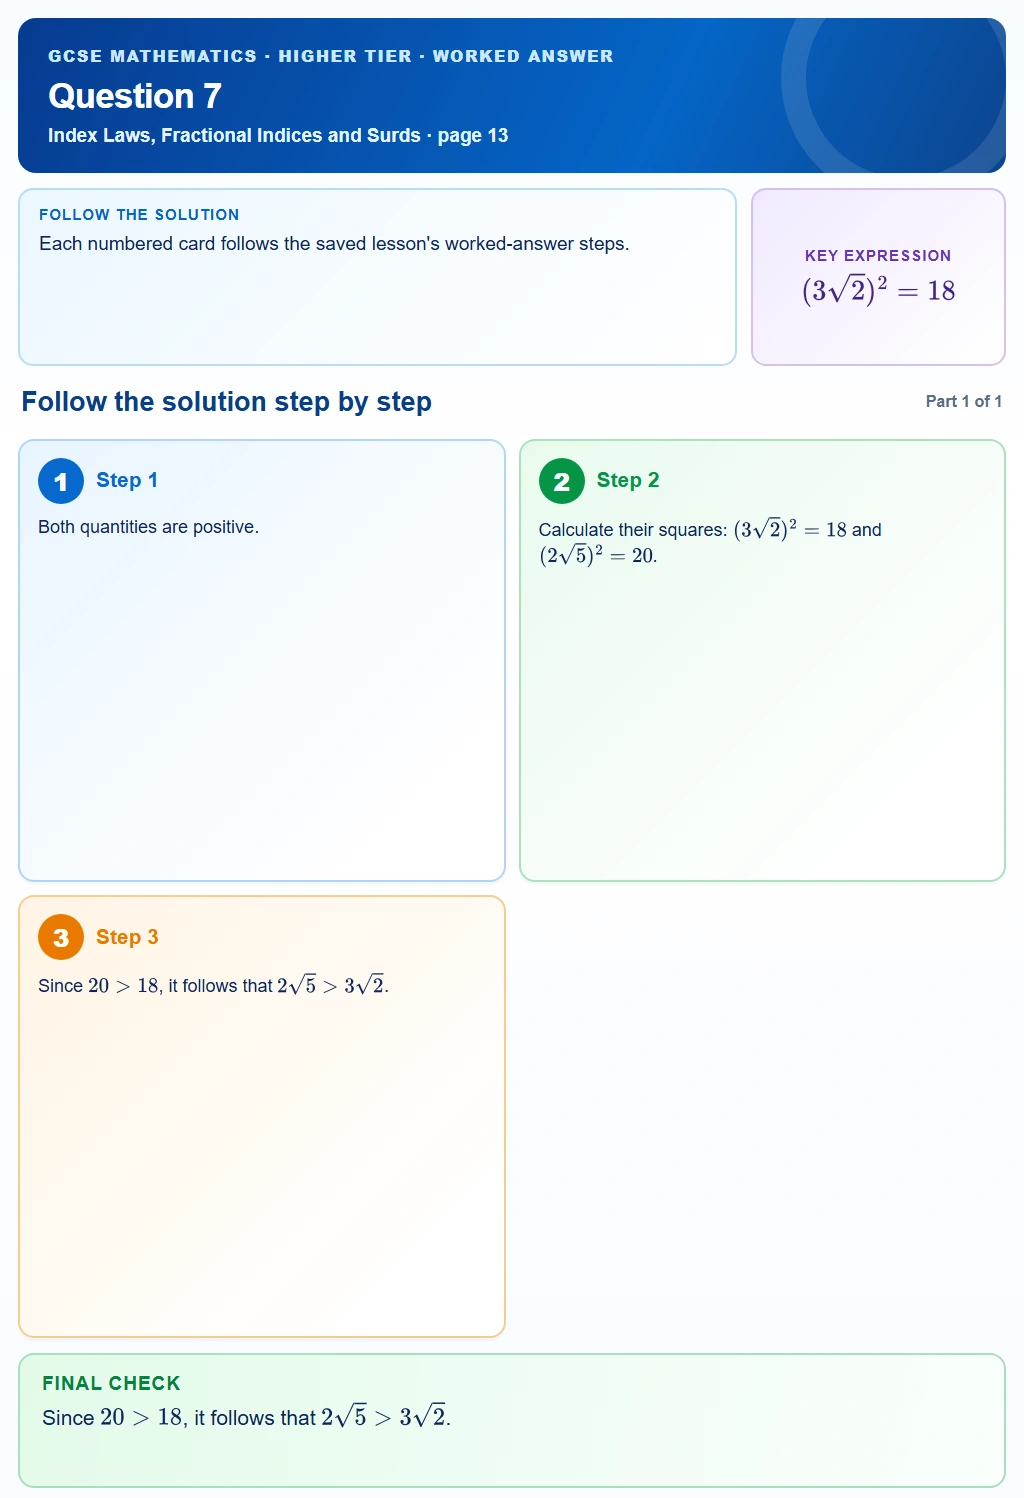 GCSE MATHEMATICS · HIGHER TIER · WORKED ANSWER
Question 7
Index Laws, Fractional Indices and Surds · page 13
FOLLOW THE SOLUTION
Each numbered card follows the saved lesson's worked-answer steps.
KEY EXPRESSION
(3√2)² = 18
Follow the solution step by step
Part 1 of 1
1 Step 1
Both quantities are positive.
2 Step 2
Calculate their squares: (3√2)² = 18 and
(2√5)² = 20.
3 Step 3
Since 20 > 18, it follows that 2√5 > 3√2.
FINAL CHECK
Since 20 > 18, it follows that 2√5 > 3√2.